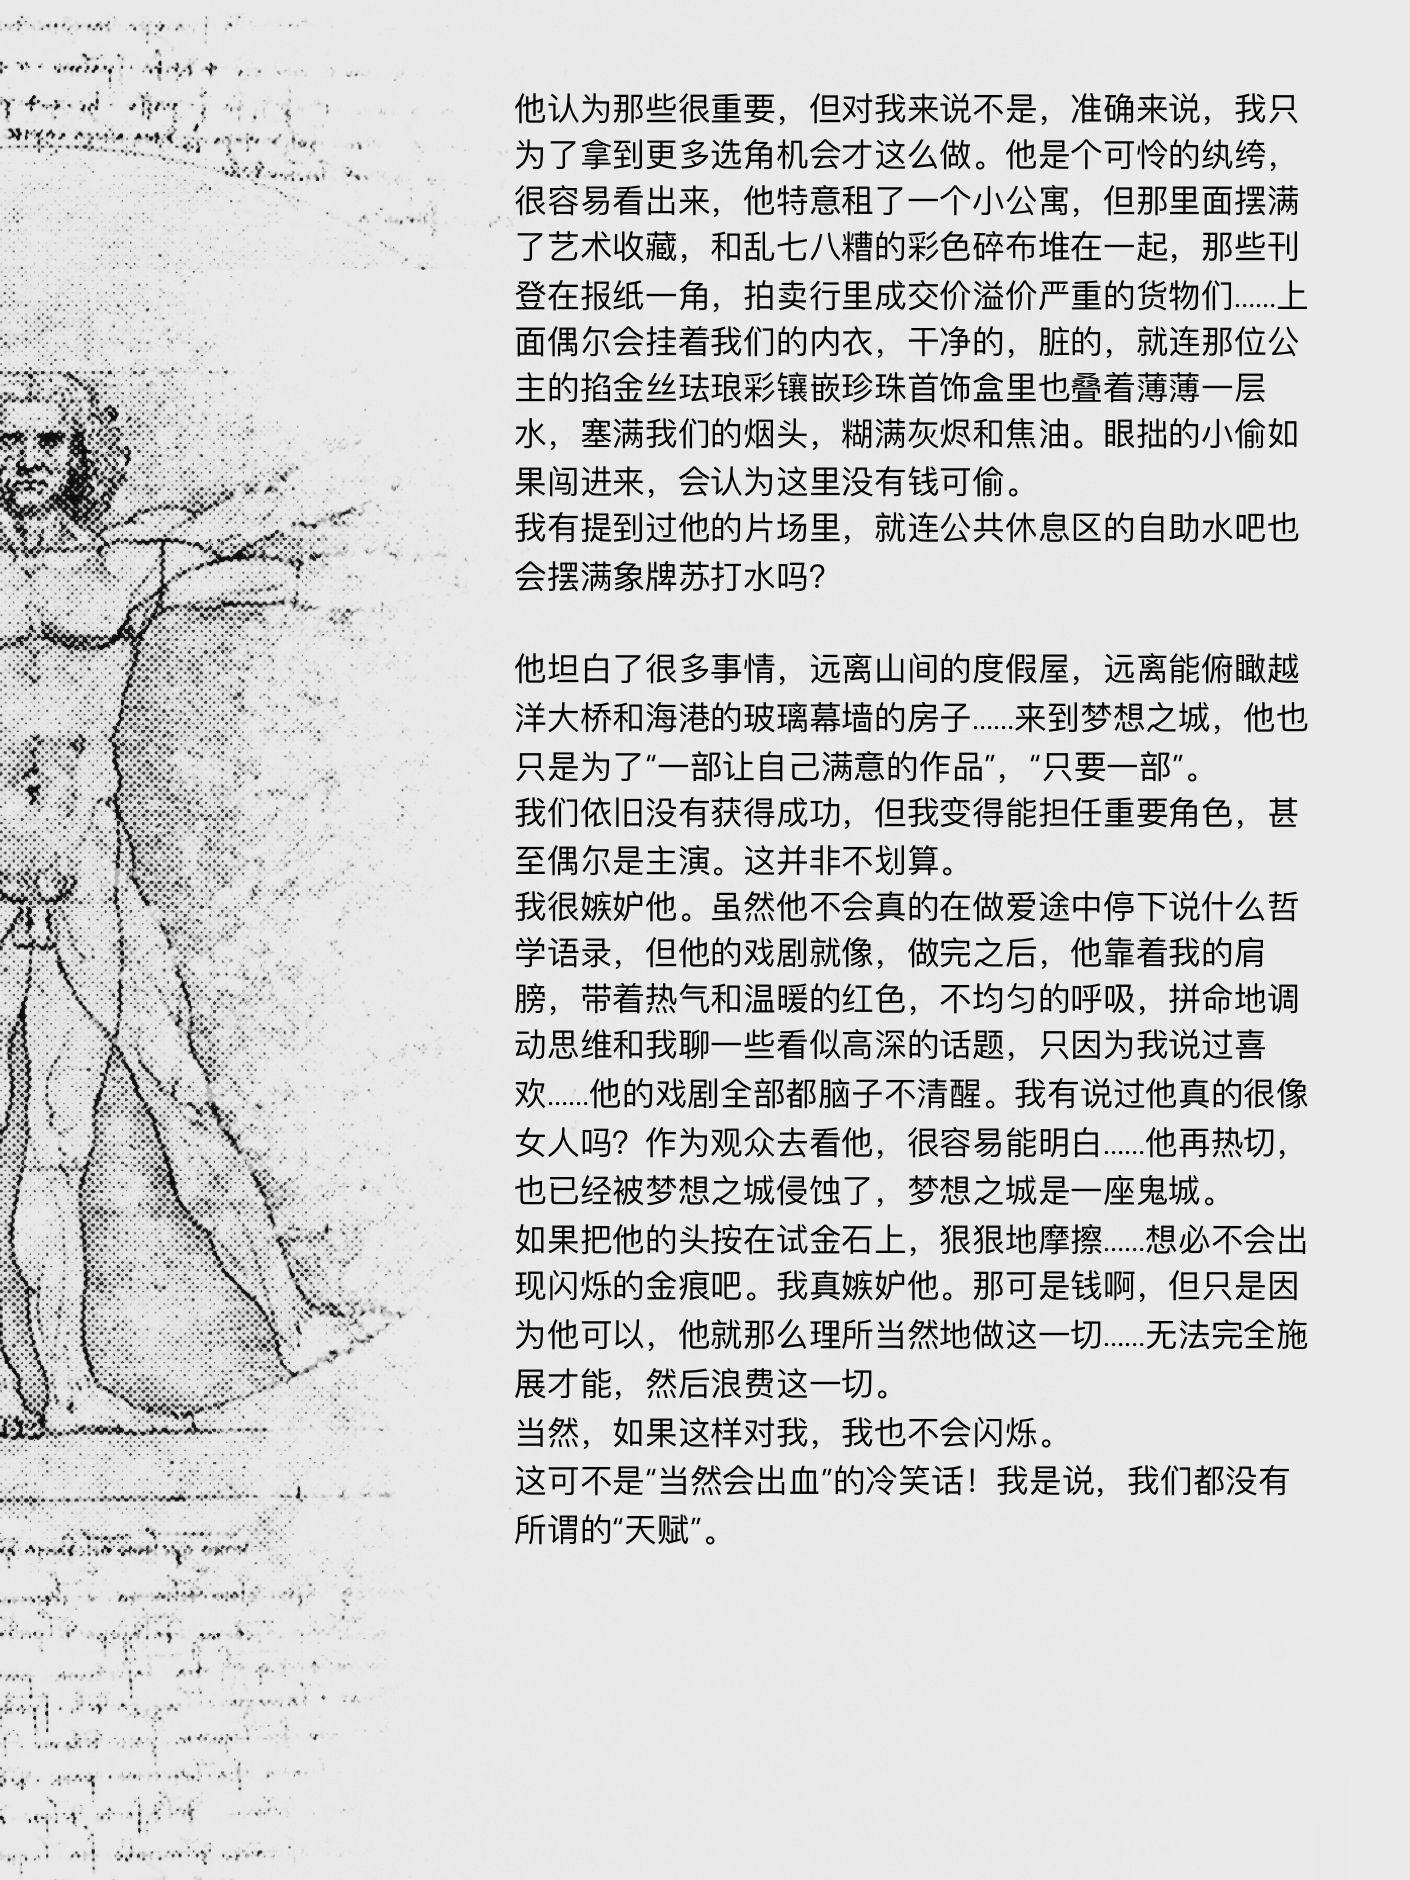 他认为那些很重要，但对我来说不是，准确来说，我只
为了拿到更多选角机会才这么做。他是个可怜的纨绔，
很容易看出来，他特意租了一个小公寓，但那里面摆满
了艺术收藏，和乱七八糟的彩色碎布堆在一起，那些刊
登在报纸一角，拍卖行里成交价溢价严重的货物们……上
面偶尔会挂着我们的内衣，干净的，脏的，就连那位公
主的掐金丝珐琅彩镶嵌珍珠首饰盒里也叠着薄薄一层
水，塞满我们的烟头，糊满灰烬和焦油。眼拙的小偷如
果闯进来，会认为这里没有钱可偷。
我有提到过他的片场里，就连公共休息区的自助水吧也
会摆满象牌苏打水吗？
他坦白了很多事情，远离山间的度假屋，远离能俯瞰越
洋大桥和海港的玻璃幕墙的房子……来到梦想之城，他也
只是为了“一部让自己满意的作品”，“只要一部”。
我们依旧没有获得成功，但我变得能担任重要角色，甚
至偶尔是主演。这并非不划算。
我很嫉妒他。虽然他不会真的在做爱途中停下说什么哲
学语录，但他的戏剧就像，做完之后，他靠着我的肩
膀，带着热气和温暖的红色，不均匀的呼吸，拼命地调
动思维和我聊一些看似高深的话题，只因为我说过喜
欢……他的戏剧全部都脑子不清醒。我有说过他真的很像
女人吗？作为观众去看他，很容易能明白……他再热切，
也已经被梦想之城侵蚀了，梦想之城是一座鬼城。
如果把他的头按在试金石上，狠狠地摩擦……想必不会出
现闪烁的金痕吧。我真嫉妒他。那可是钱啊，但只是因
为他可以，他就那么理所当然地做这一切……无法完全施
展才能，然后浪费这一切。
当然，如果这样对我，我也不会闪烁。
这可不是“当然会出血”的冷笑话！我是说，我们都没有
所谓的“天赋”。